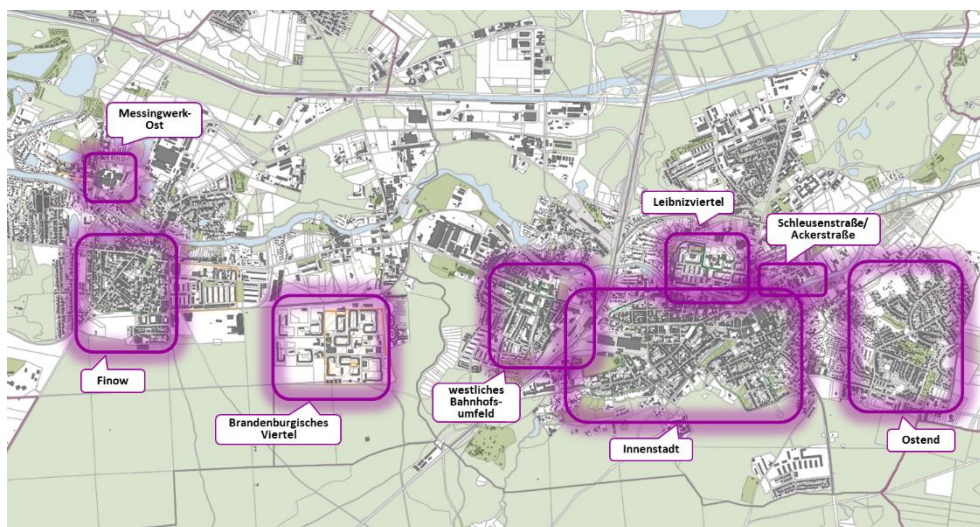 Messingwerk-
Ost
Leibnizviertel
Schleusenstraße/
Ackerstraße
Finow
westliches
Bahnhofs-
umfeld
Brandenburgisches
Viertel
Innenstadt
Ostend